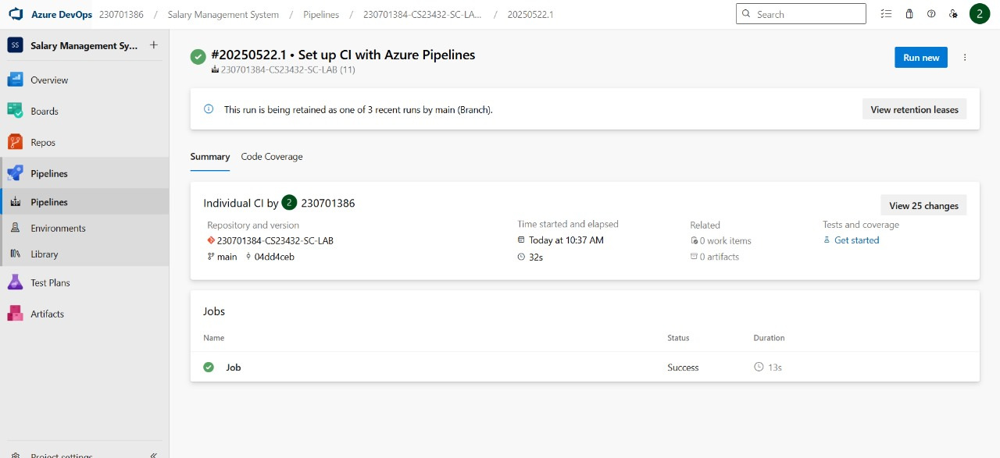 Azure DevOps 230701386 / Salary Management System / Pipelines / 230701384-CS23432-SC-LA... / 20250522.1 Search 2
SS Salary Management Sy... +
Overview
Boards
Repos
Pipelines
Pipelines
Environments
Library
Test Plans
Artifacts
Project settings
#20250522.1 • Set up CI with Azure Pipelines
230701384-CS23432-SC-LAB (11)
Run new
This run is being retained as one of 3 recent runs by main (Branch).
View retention leases
Summary Code Coverage
Individual CI by 2 230701386
View 25 changes
Repository and version
230701384-CS23432-SC-LAB
main 04dd4ceb
Time started and elapsed
Today at 10:37 AM
32s
Related
0 work items
0 artifacts
Tests and coverage
Get started
Jobs
Name Status Duration
Job Success 13s